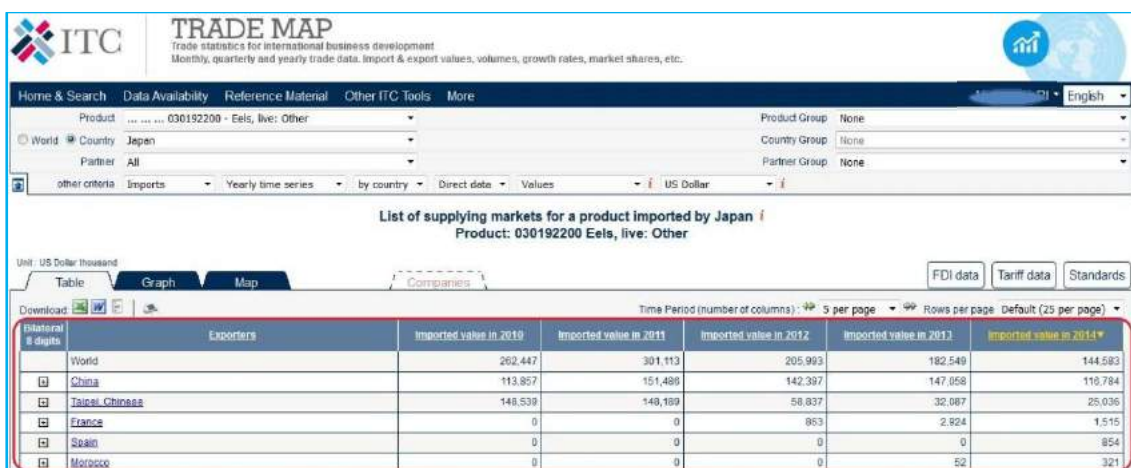 ITC
TRADE MAP
Trade statistics for international business development
Monthly, quarterly and yearly trade data. Import & export values, volumes, growth rates, market shares, etc.
Home & Search Data Availability Reference Material Other ITC Tools More English
Product ... ... ... 030192200 - Eels, live: Other Product Group None
World Country Japan Country Group None
Partner All Partner Group None
other criteria Imports Yearly time series by country Direct data Values i US Dollar i
List of supplying markets for a product imported by Japan i
Product: 030192200 Eels, live: Other
Unit : US Dollar thousand
Table Graph Map Companies FDI data Tariff data Standards
Download: Time Period (number of columns) : 5 per page Rows per page Default (25 per page)
Bilateral 8 digits Exporters Imported value in 2010 Imported value in 2011 Imported value in 2012 Imported value in 2013 Imported value in 2014▼
World 262,447 301,113 205,993 182,549 144,583
+ China 113,857 151,486 142,397 147,058 116,784
+ Taipei, Chinese 148,539 148,189 58,837 32,087 25,036
+ France 0 0 853 2,924 1,515
+ Spain 0 0 0 0 854
+ Morocco 0 0 0 52 321